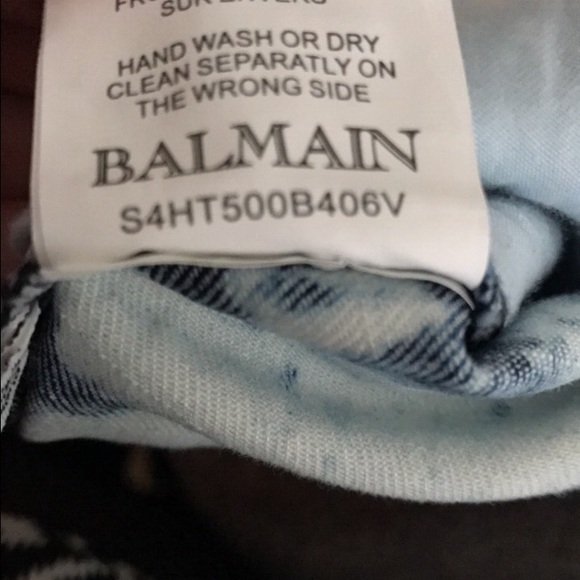 SUR ENVERS
HAND WASH OR DRY
CLEAN SEPARATLY ON
THE WRONG SIDE
BALMAIN
S4HT500B406V